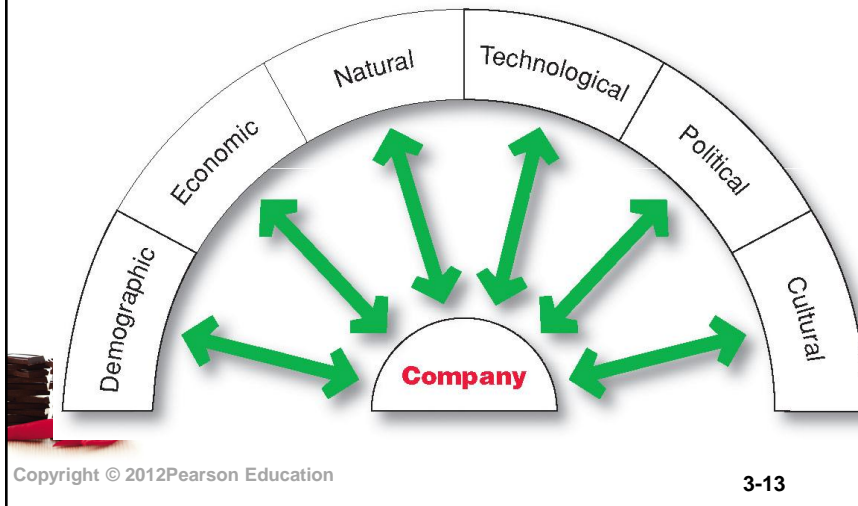 Demographic
Economic
Natural
Technological
Political
Cultural
Company
Copyright © 2012Pearson Education
3-13